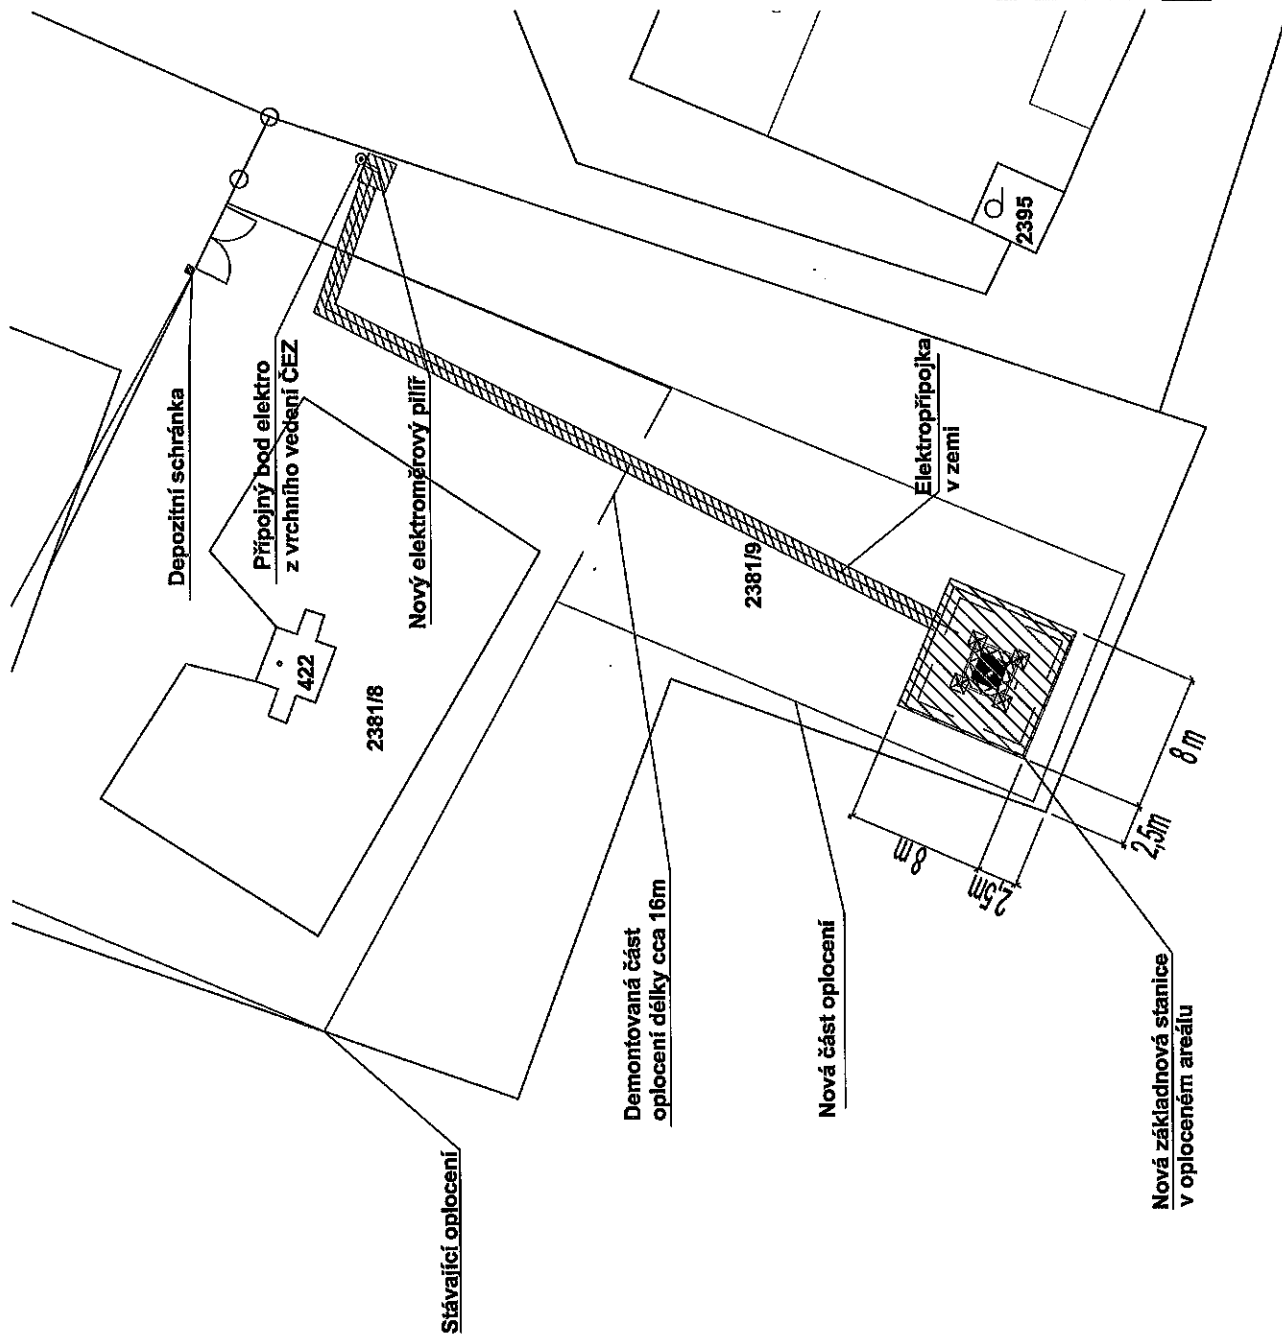 Stávající oplocení
Demontovaná část
oplocení délky cca 16m
Nová část oplocení
Nová základnová stanice
v oploceném areálu
Depozitní schránka
Přípojný bod elektro
z vrchního vedení ČEZ
Nový elektroměrový pilíř
Elektropřípojka
v zemi
422
2381/8
2381/9
2395
8 m
2,5m
2,5m
8 m